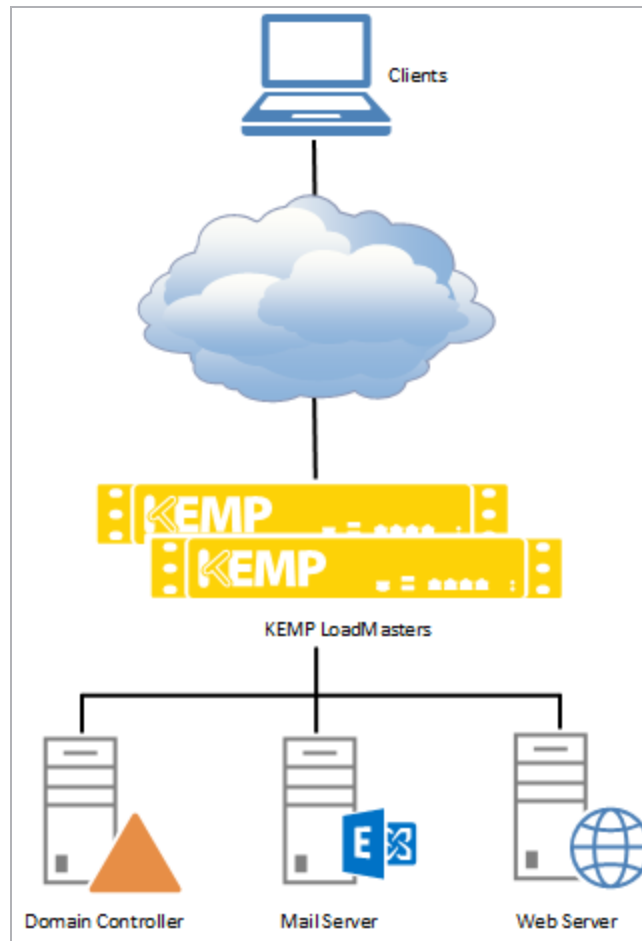 Clients
KEMP
KEMP
KEMP LoadMasters
E
Domain Controller
Mail Server
Web Server